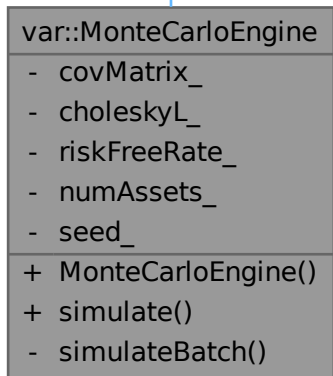 var::MonteCarloEngine
- covMatrix_
- choleskyL_
- riskFreeRate_
- numAssets_
- seed_
+ MonteCarloEngine()
+ simulate()
- simulateBatch()